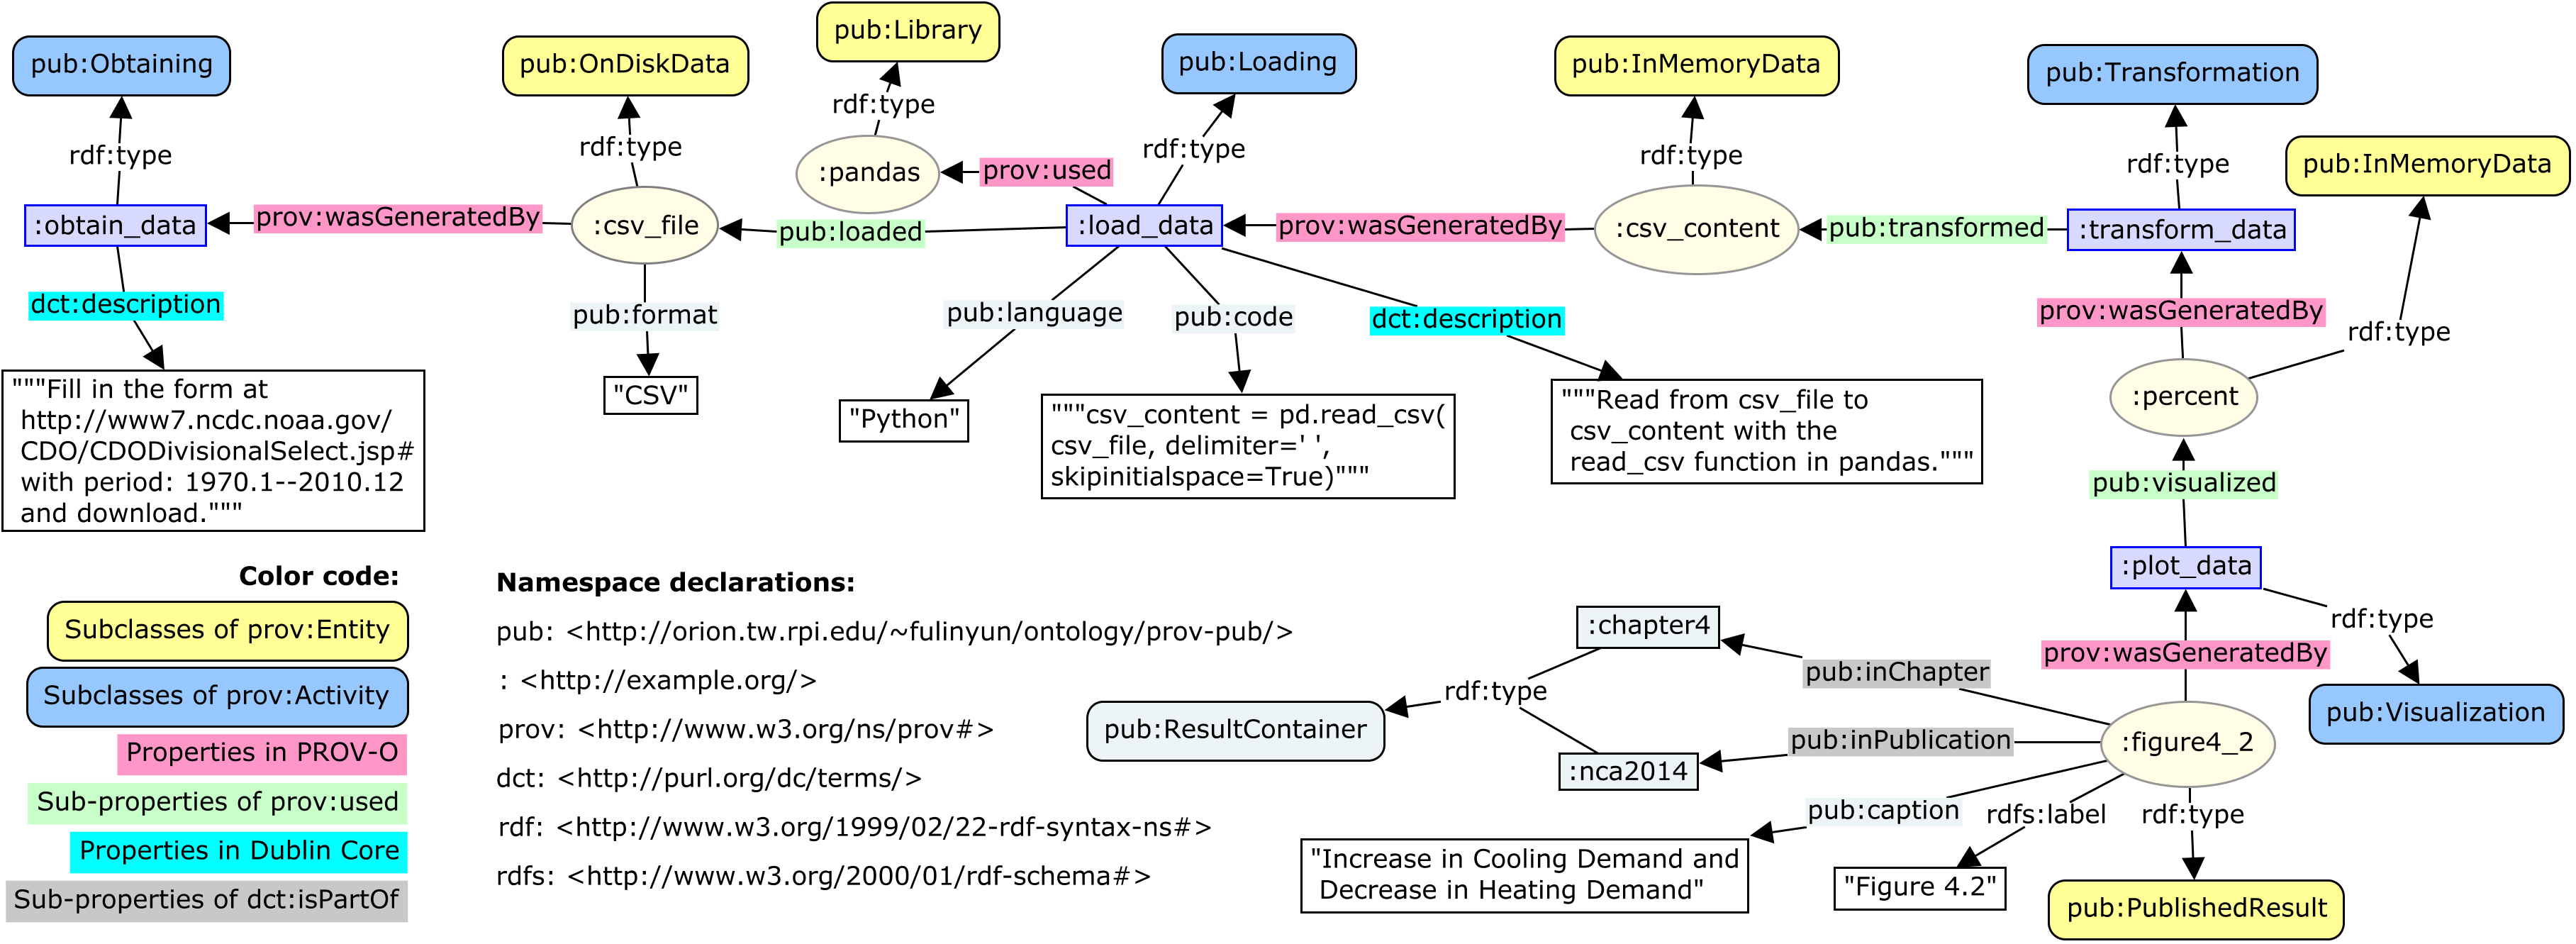 pub:Obtaining
pub:OnDiskData
pub:Library
pub:Loading
pub:InMemoryData
pub:Transformation
pub:InMemoryData
rdf:type
rdf:type
rdf:type
rdf:type
rdf:type
rdf:type
rdf:type
:obtain_data
prov:wasGeneratedBy
:csv_file
:pandas
prov:used
pub:loaded
:load_data
prov:wasGeneratedBy
:csv_content
pub:transformed
:transform_data
dct:description
pub:format
pub:language
pub:code
dct:description
prov:wasGeneratedBy
:percent
"""Fill in the form at
http://www7.ncdc.noaa.gov/
CDO/CDODivisionalSelect.jsp#
with period: 1970.1--2010.12
and download."""
"CSV"
"Python"
"""csv_content = pd.read_csv(
csv_file, delimiter=' ',
skipinitialspace=True)"""
"""Read from csv_file to
csv_content with the
read_csv function in pandas."""
pub:visualized
:plot_data
rdf:type
pub:Visualization
prov:wasGeneratedBy
:figure4_2
pub:inChapter
:chapter4
rdf:type
pub:ResultContainer
pub:inPublication
:nca2014
pub:caption
rdfs:label
rdf:type
"Increase in Cooling Demand and
Decrease in Heating Demand"
"Figure 4.2"
pub:PublishedResult
Color code:
Subclasses of prov:Entity
Subclasses of prov:Activity
Properties in PROV-O
Sub-properties of prov:used
Properties in Dublin Core
Sub-properties of dct:isPartOf
Namespace declarations:
pub: <http://orion.tw.rpi.edu/~fulinyun/ontology/prov-pub/>
: <http://example.org/>
prov: <http://www.w3.org/ns/prov#>
dct: <http://purl.org/dc/terms/>
rdf: <http://www.w3.org/1999/02/22-rdf-syntax-ns#>
rdfs: <http://www.w3.org/2000/01/rdf-schema#>